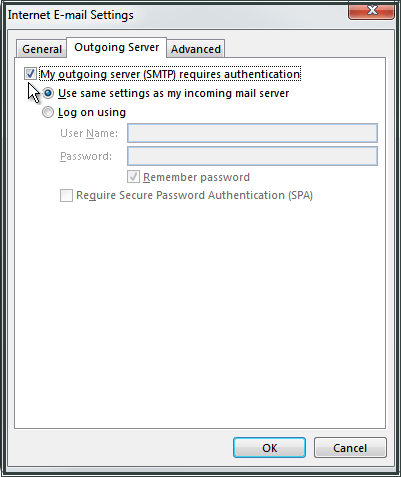 Internet E-mail Settings
General Outgoing Server Advanced
My outgoing server (SMTP) requires authentication
Use same settings as my incoming mail server
Log on using
User Name:
Password:
Remember password
Require Secure Password Authentication (SPA)
OK Cancel